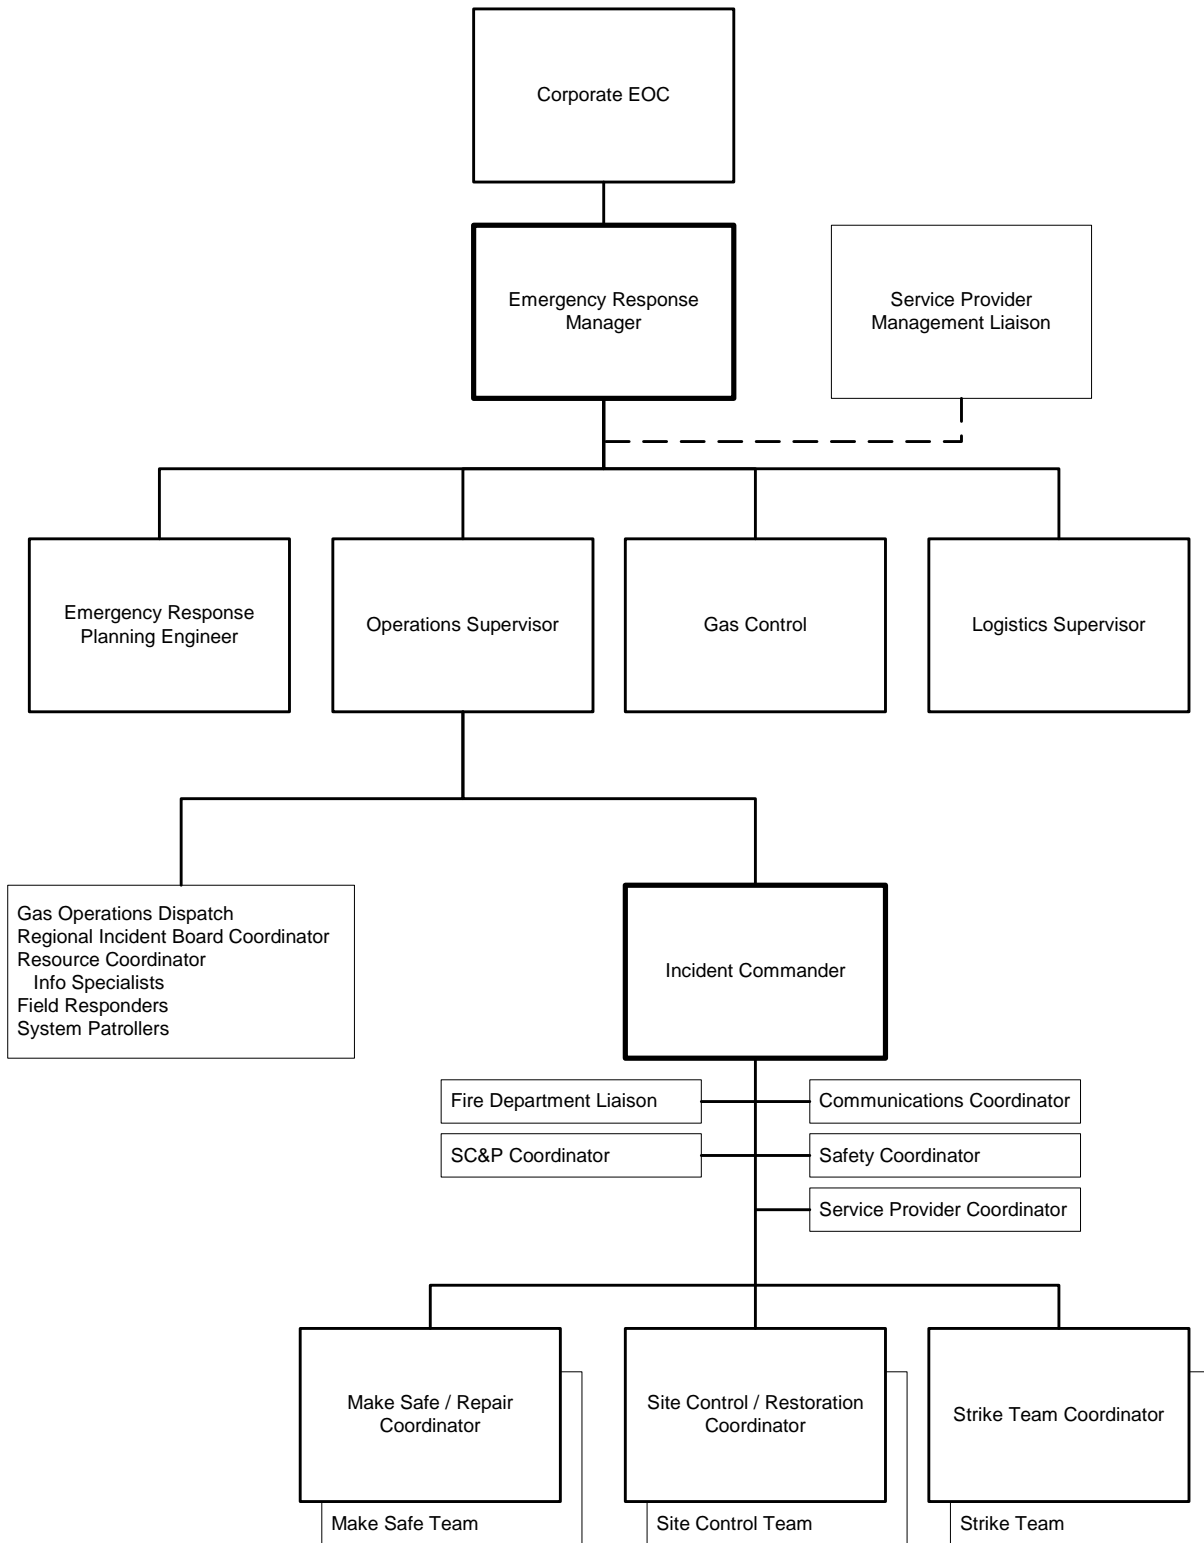 Corporate EOC
Emergency Response
Manager
Service Provider
Management Liaison
Emergency Response
Planning Engineer
Operations Supervisor
Gas Control
Logistics Supervisor
Gas Operations Dispatch
Regional Incident Board Coordinator
Resource Coordinator
Info Specialists
Field Responders
System Patrollers
Incident Commander
Fire Department Liaison
Communications Coordinator
SC&P Coordinator
Safety Coordinator
Service Provider Coordinator
Make Safe / Repair
Coordinator
Site Control / Restoration
Coordinator
Strike Team Coordinator
Make Safe Team
Site Control Team
Strike Team